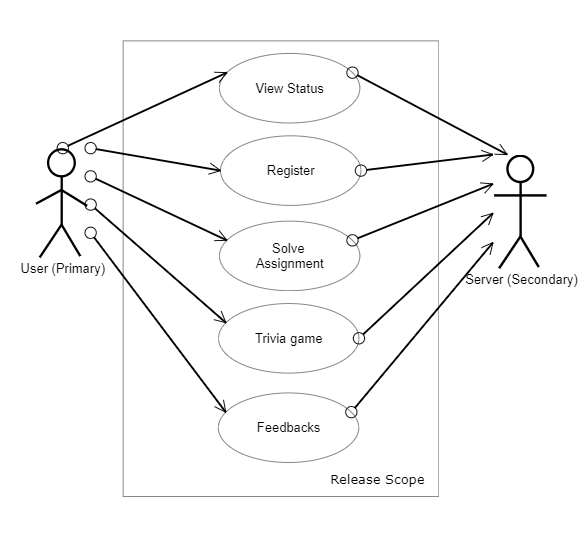 View Status
Register
Solve
Assignment
User (Primary)
Server (Secondary)
Trivia game
Feedbacks
Release Scope